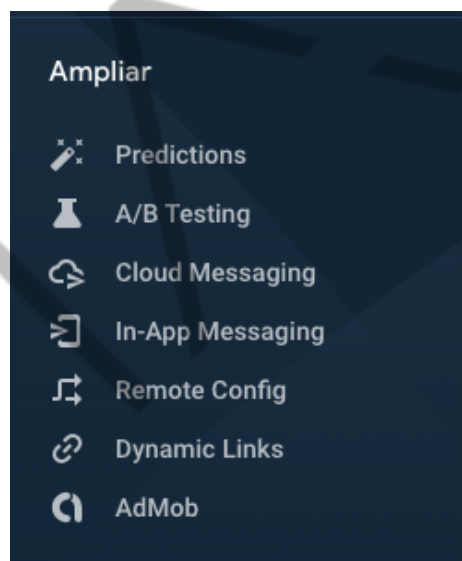 Ampliar
Predictions
A/B Testing
Cloud Messaging
In-App Messaging
Remote Config
Dynamic Links
AdMob